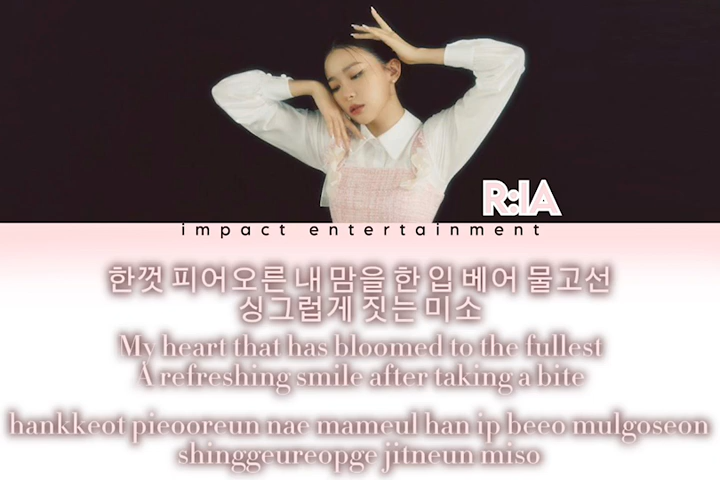 R:IA
impact entertainment
한껏 피어오른 내 맘을 한 입 베어 물고선
싱그럽게 짓는 미소
My heart that has bloomed to the fullest
A refreshing smile after taking a bite
hankkeot pieooreun nae mameul han ip beeo mulgoseon
shinggeureopge jitneun miso